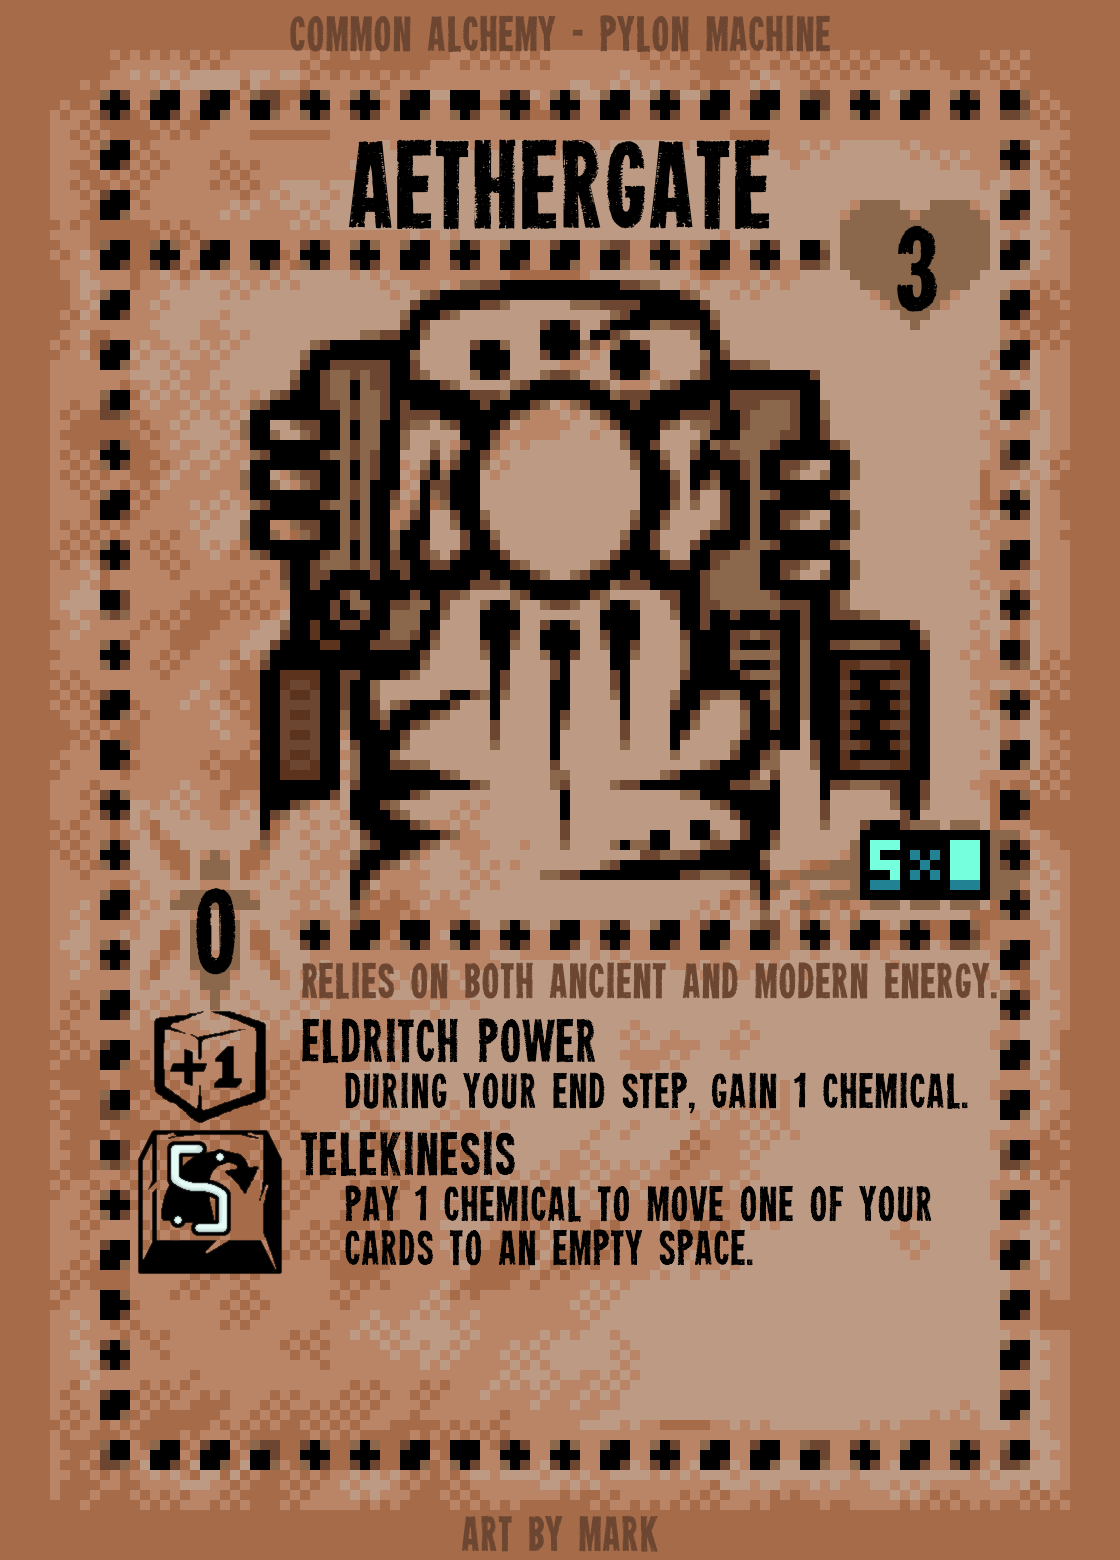 COMMON ALCHEMY - PYLON MACHINE
AETHERGATE
3
5×
0
RELIES ON BOTH ANCIENT AND MODERN ENERGY.
+1
ELDRITCH POWER
DURING YOUR END STEP, GAIN 1 CHEMICAL.
TELEKINESIS
PAY 1 CHEMICAL TO MOVE ONE OF YOUR
CARDS TO AN EMPTY SPACE.
ART BY MARK